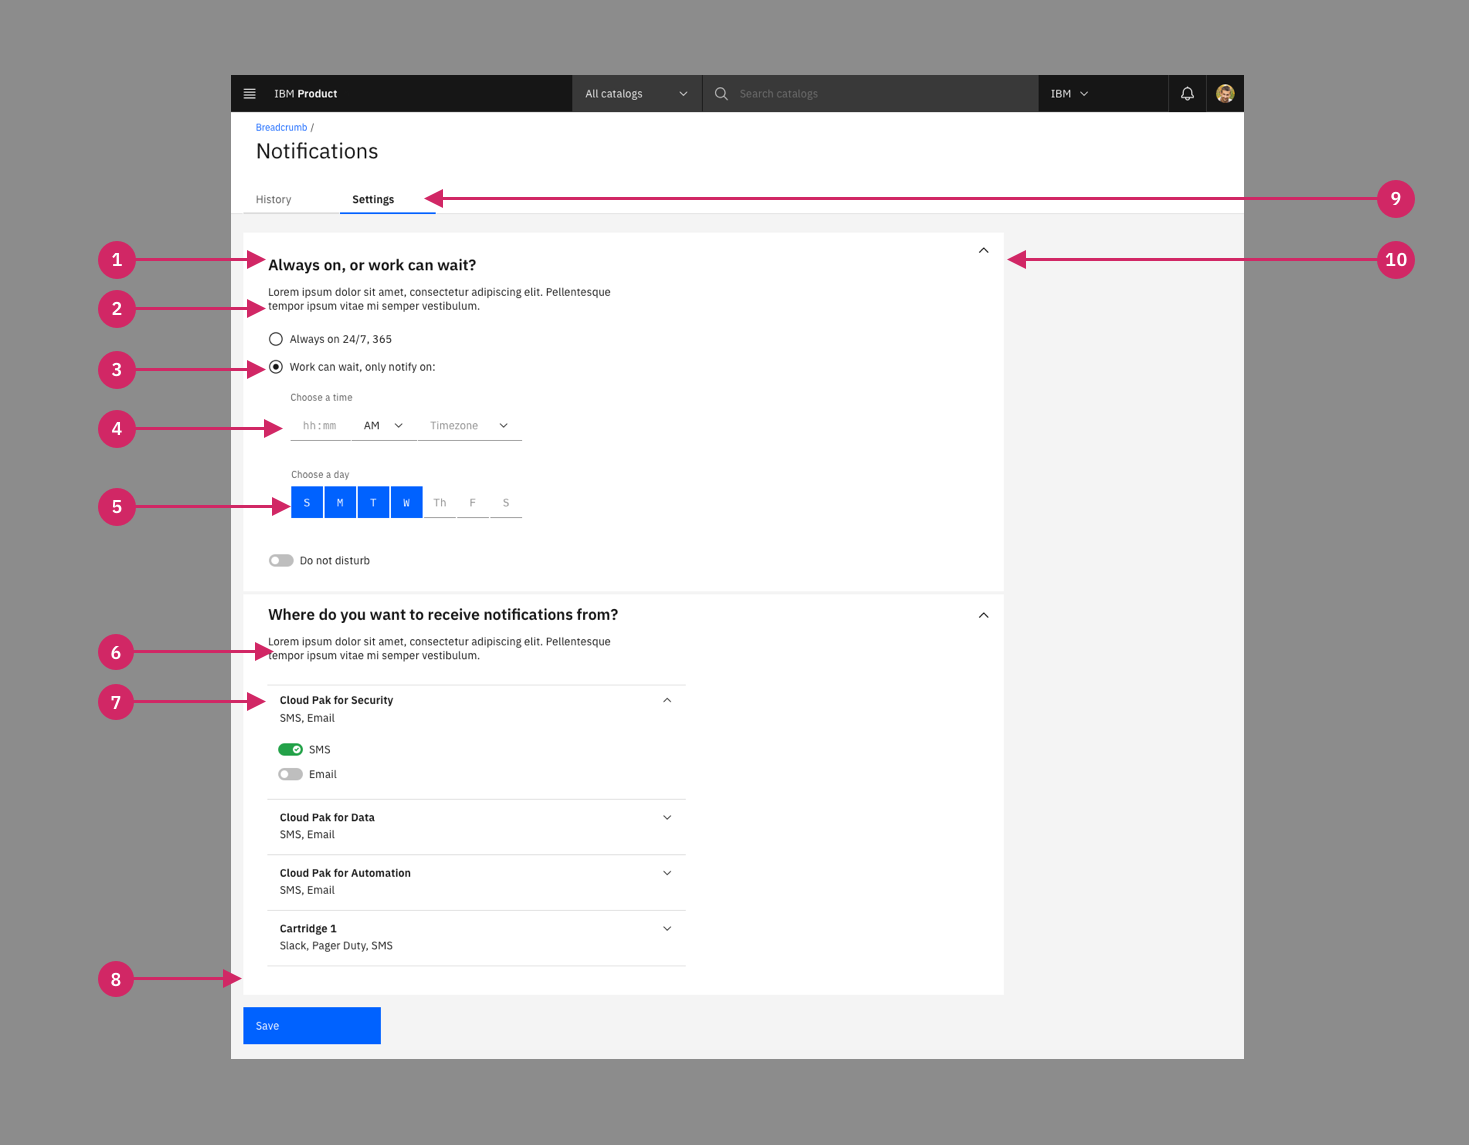 IBM Product
All catalogs
Search catalogs
IBM
Breadcrumb /
Notifications
History
Settings
9
1
Always on, or work can wait?
10
Lorem ipsum dolor sit amet, consectetur adipiscing elit. Pellentesque
2
tempor ipsum vitae mi semper vestibulum.
Always on 24/7, 365
3
Work can wait, only notify on:
Choose a time
4
hh:mm
AM
Timezone
Choose a day
5
S M T W Th F S
Do not disturb
Where do you want to receive notifications from?
Lorem ipsum dolor sit amet, consectetur adipiscing elit. Pellentesque
6
tempor ipsum vitae mi semper vestibulum.
7
Cloud Pak for Security
SMS, Email
SMS
Email
Cloud Pak for Data
SMS, Email
Cloud Pak for Automation
SMS, Email
Cartridge 1
Slack, Pager Duty, SMS
8
Save